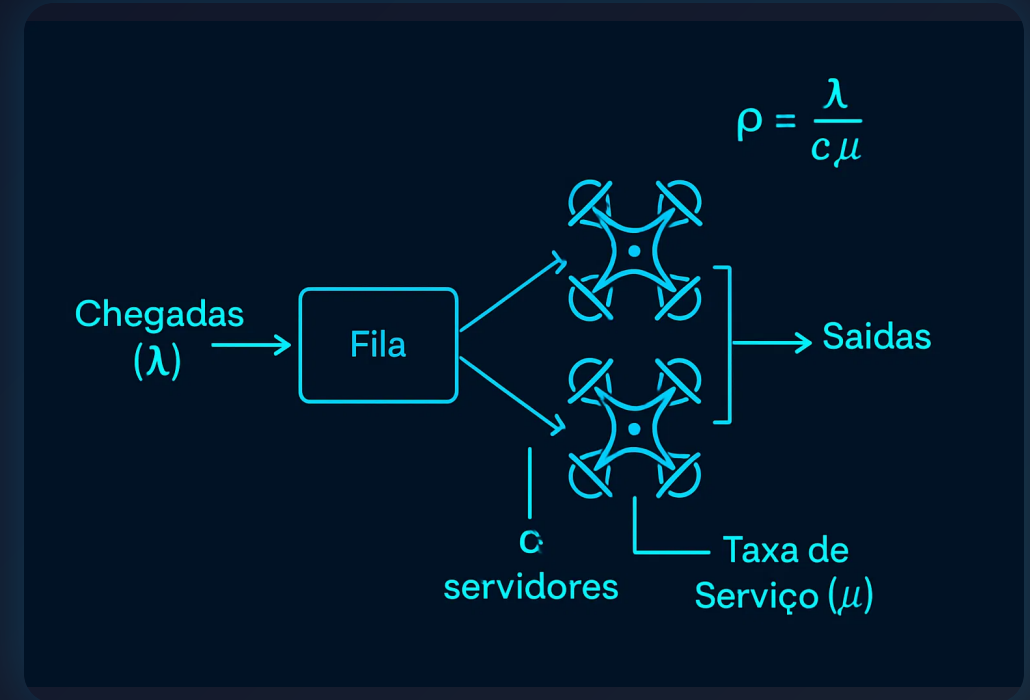 ρ = λ / cμ
Chegadas
(λ)
Fila
Saidas
c
servidores
Taxa de
Serviço (μ)